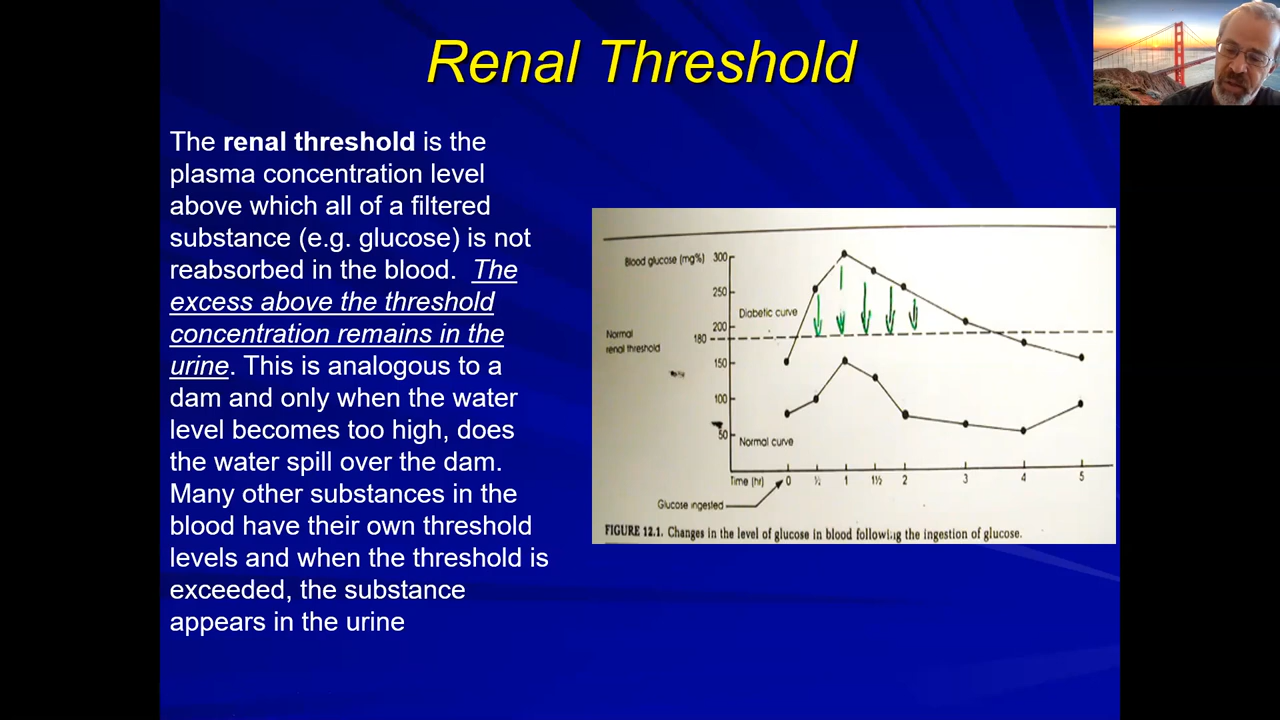 Renal Threshold
The renal threshold is the
plasma concentration level
above which all of a filtered
substance (e.g. glucose) is not
reabsorbed in the blood. The
excess above the threshold
concentration remains in the
urine. This is analogous to a
dam and only when the water
level becomes too high, does
the water spill over the dam.
Many other substances in the
blood have their own threshold
levels and when the threshold is
exceeded, the substance
appears in the urine
Blood glucose (mg%) 300
250
Diabetic curve
200
Normal
renal threshold
180
150
100
50
Normal curve
Time (hr) 0 ½ 1 1½ 2 3 4 5
Glucose ingested
FIGURE 12.1. Changes in the level of glucose in blood following the ingestion of glucose.